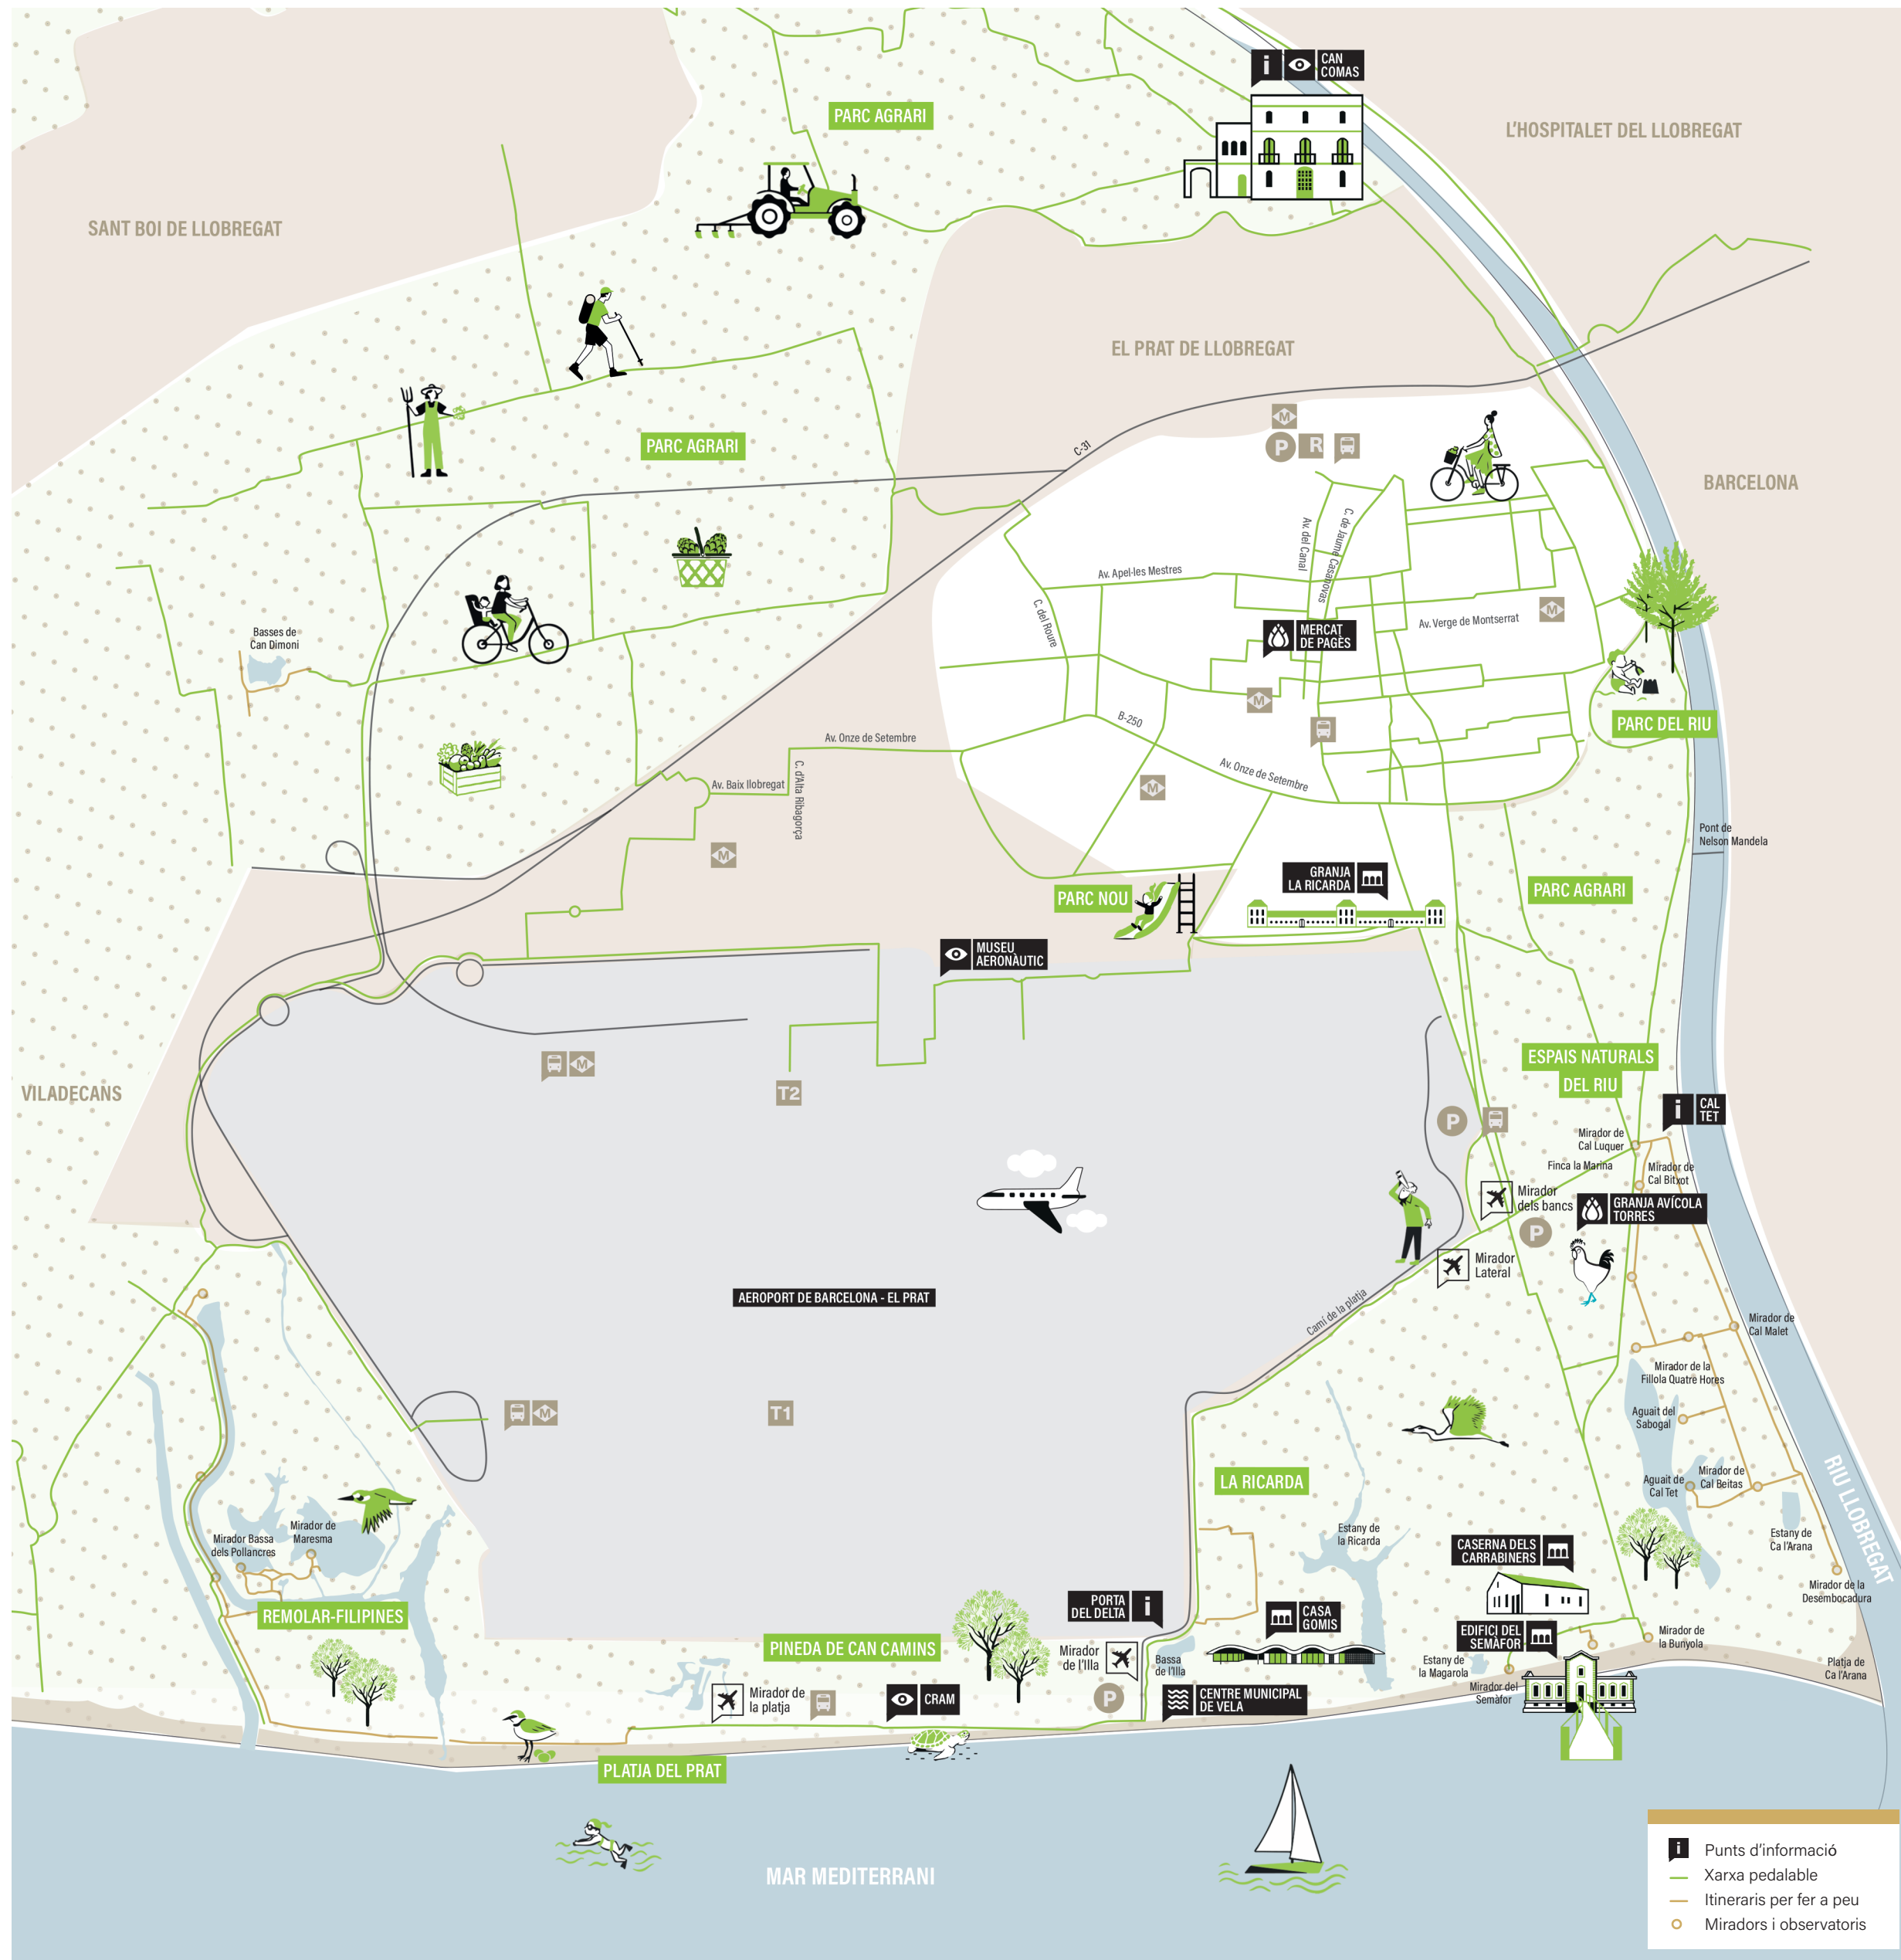 i
CAN
COMAS
PARC AGRARI
L'HOSPITALET DEL LLOBREGAT
SANT BOI DE LLOBREGAT
EL PRAT DE LLOBREGAT
M
P
R
C-31
PARC AGRARI
BARCELONA
Av. del Canal
C. de Jaume Casanovas
Av. Apel·les Mestres
C. del Roure
M
Av. Verge de Montserrat
MERCAT
DE PAGÈS
Basses de
Can Dimoni
M
PARC DEL RIU
B-250
Av. Onze de Setembre
Av. Onze de Setembre
Av. Baix llobregat
C. d'Alta Ribagorça
M
M
Pont de
Nelson Mandela
GRANJA
LA RICARDA
PARC NOU
PARC AGRARI
MUSEU
AERONÀUTIC
ESPAIS NATURALS
DEL RIU
M
T2
VILADECANS
i
CAL
TET
P
Mirador de
Cal Luquer
Finca la Marina
Mirador de
Cal Bitxot
Mirador
dels bancs
GRANJA AVÍCOLA
TORRES
P
Mirador
Lateral
AEROPORT DE BARCELONA - EL PRAT
Camí de la platja
Mirador de
Cal Malet
Mirador de la
Fillola Quatre Hores
M
T1
Aguait del
Sabogal
LA RICARDA
Aguait de
Cal Tet
Mirador de
Cal Beitas
RIU LLOBREGAT
Mirador Bassa
dels Pollancres
Mirador de
Maresma
Estany de
la Ricarda
Estany de
Ca l'Arana
CASERNA DELS
CARRABINERS
Mirador de la
Desembocadura
REMOLAR-FILIPINES
PORTA
DEL DELTA
i
CASA
GOMIS
PINEDA DE CAN CAMINS
EDIFICI DEL
SEMÀFOR
Mirador de
la Bunyola
Mirador
de l'Illa
Bassa
de l'Illa
Estany de
la Magarola
Platja de
Ca l'Arana
Mirador de
la platja
CRAM
P
CENTRE MUNICIPAL
DE VELA
Mirador del
Semàfor
PLATJA DEL PRAT
MAR MEDITERRANI
i
Punts d'informació
Xarxa pedalable
Itineraris per fer a peu
Miradors i observatoris